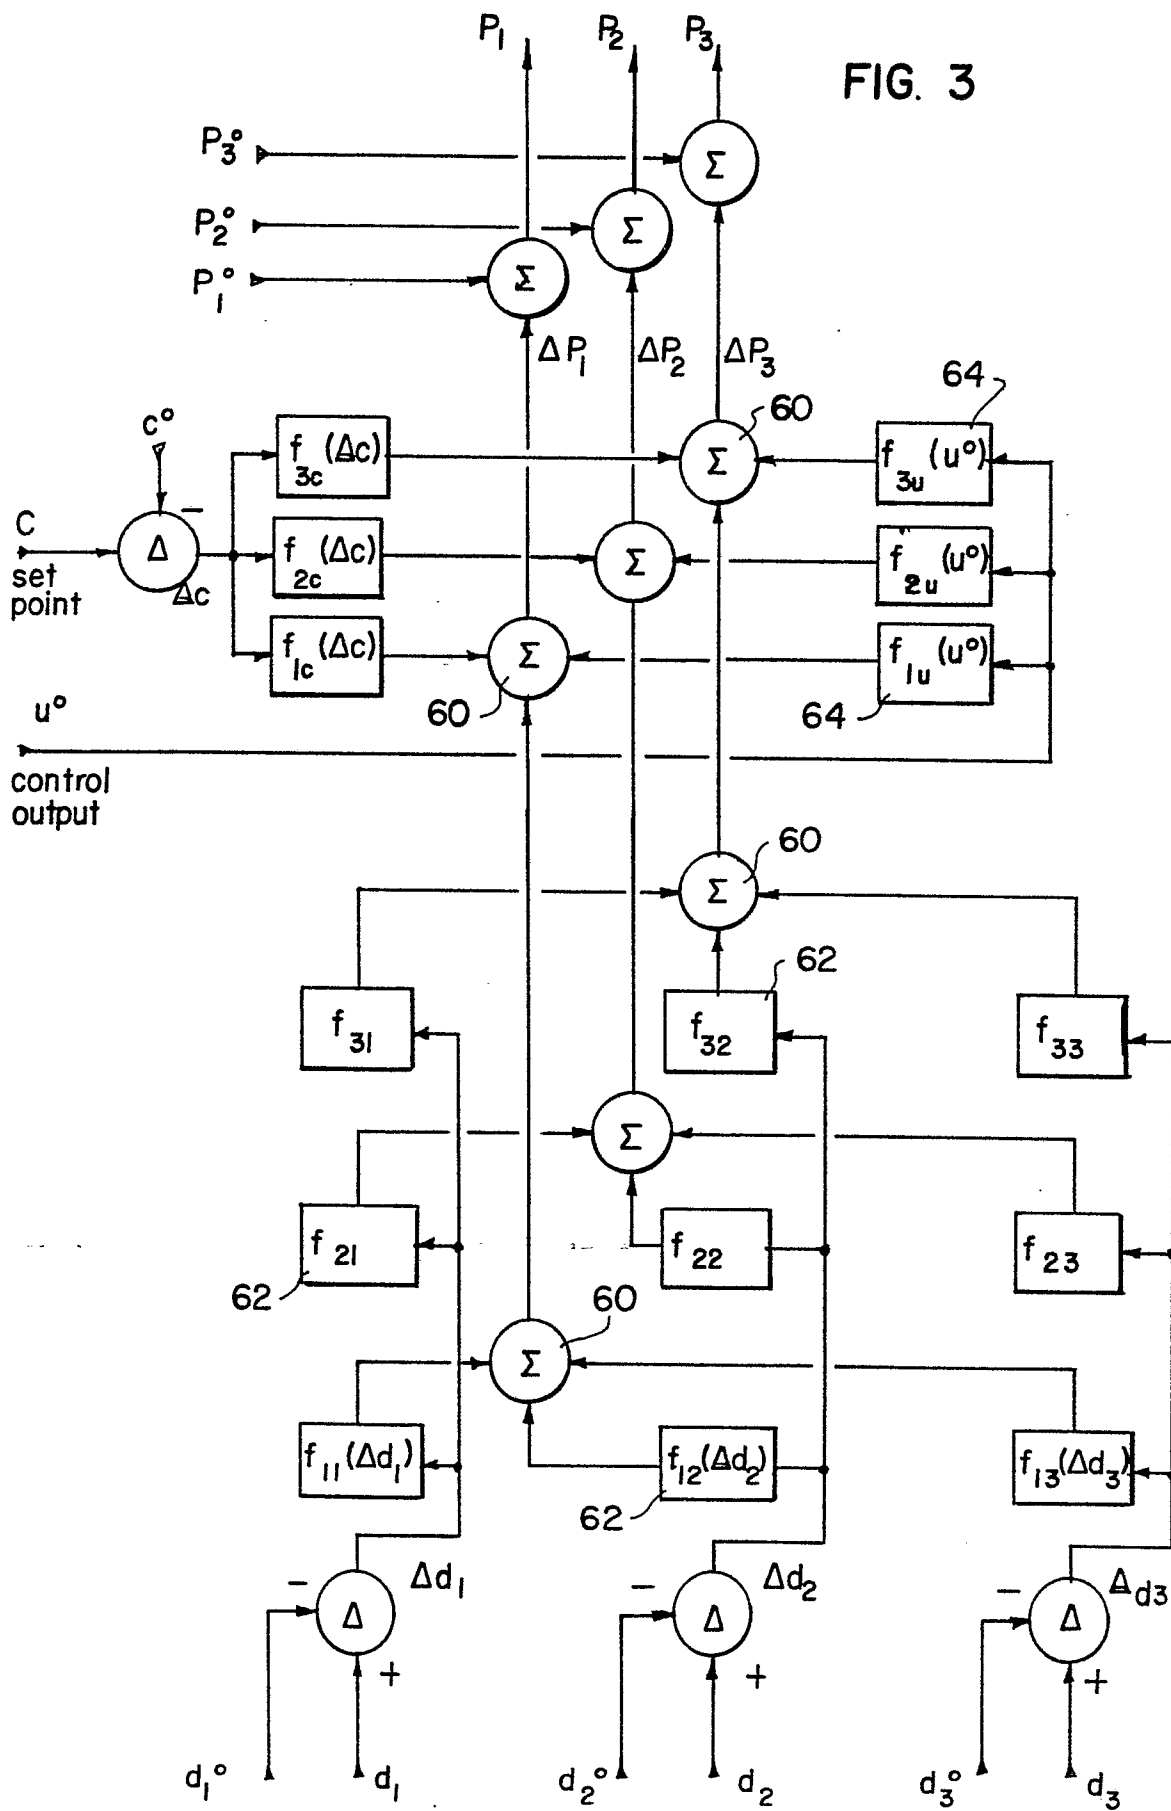 P₁ P₂ P₃
FIG. 3
P₃°
Σ
P₂°
Σ
P₁°
Σ
ΔP₁ ΔP₂ ΔP₃
64
60
c°
f₃c (Δc)
Σ
f₃u (u°)
−
C
Δ
f₂c (Δc)
Σ
f₂u (u°)
set
point
Δc
f₁c (Δc)
Σ
f₁u (u°)
60
64
u°
control
output
60
Σ
62
f₃₁
f₃₂
f₃₃
Σ
f₂₁
f₂₂
f₂₃
62
60
Σ
f₁₁(Δd₁)
f₁₂(Δd₂)
f₁₃(Δd₃)
62
Δd₁
Δd₂
Δd3
− Δ
− Δ
− Δ
+
+
+
d₁° d₁ d₂° d₂ d₃° d₃